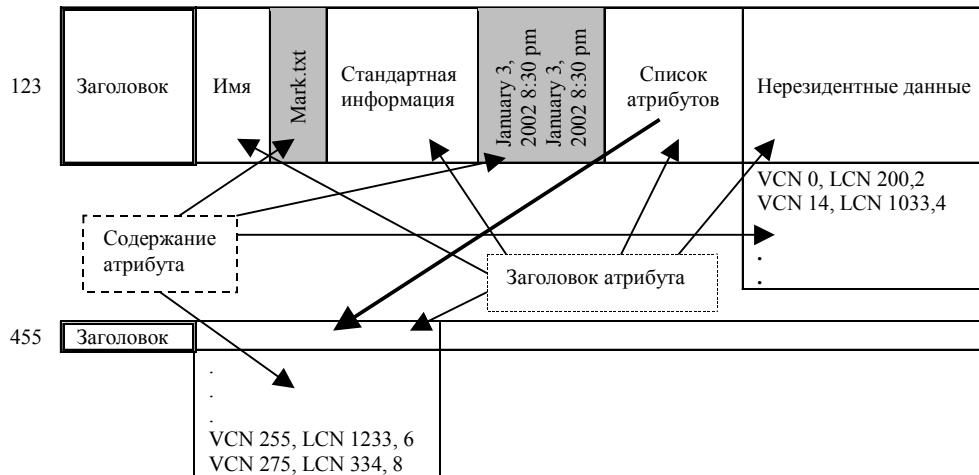 123
Заголовок
Имя
Mark.txt
Стандартная
информация
January 3,
2002 8:30 pm
January 3,
2002 8:30 pm
Список
атрибутов
Нерезидентные данные
VCN 0, LCN 200,2
VCN 14, LCN 1033,4
.
.
Содержание
атрибута
Заголовок атрибута
455
Заголовок
.
.
.
VCN 255, LCN 1233, 6
VCN 275, LCN 334, 8